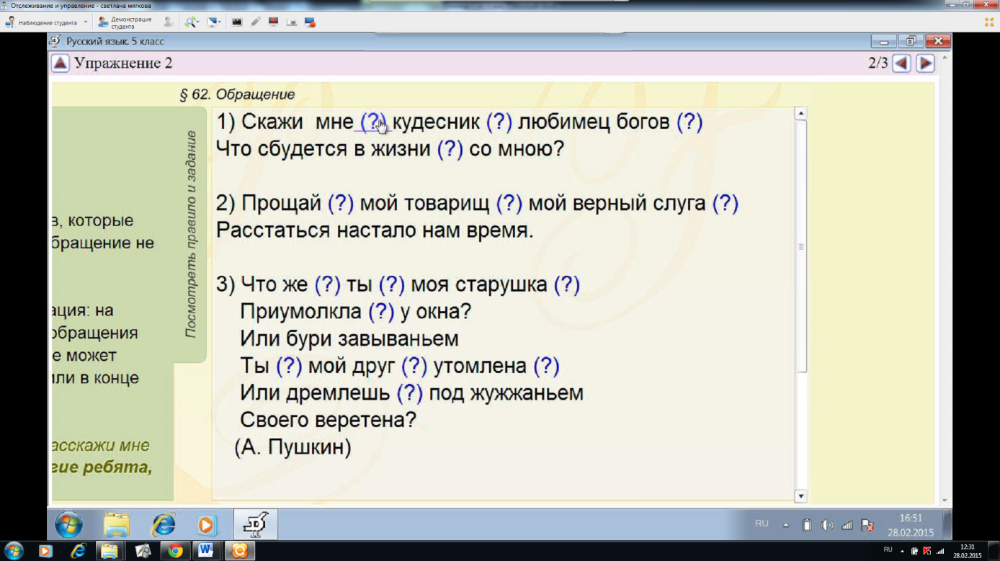 Отслеживание и управление - светлана мягкова
Наблюдение студента
Демонстрация
студента
Русский язык. 5 класс
Упражнение 2
2/3
§ 62. Обращение
Посмотреть правило и задание
1) Скажи мне (?) кудесник (?) любимец богов (?)
Что сбудется в жизни (?) со мною?
2) Прощай (?) мой товарищ (?) мой верный слуга (?)
Расстаться настало нам время.
3) Что же (?) ты (?) моя старушка (?)
Приумолкла (?) у окна?
Или бури завываньем
Ты (?) мой друг (?) утомлена (?)
Или дремлешь (?) под жужжаньем
Своего веретена?
(А. Пушкин)
в, которые
бращение не
ация: на
обращения
е может
или в конце
асскажи мне
гие ребята,
RU
16:51
28.02.2015
RU
12:31
28.02.2015